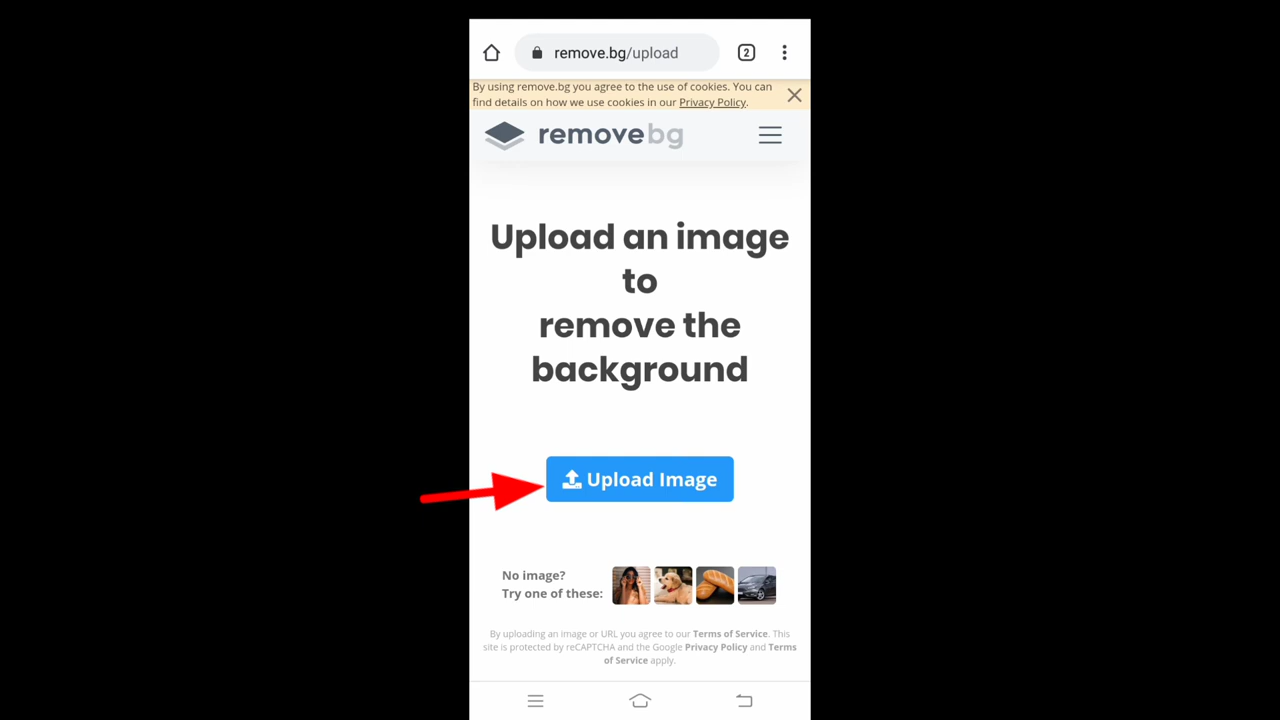 remove.bg/upload
2
By using remove.bg you agree to the use of cookies. You can
find details on how we use cookies in our Privacy Policy.
removebg
Upload an image
to
remove the
background
Upload Image
No image?
Try one of these:
By uploading an image or URL you agree to our Terms of Service. This
site is protected by reCAPTCHA and the Google Privacy Policy and Terms
of Service apply.